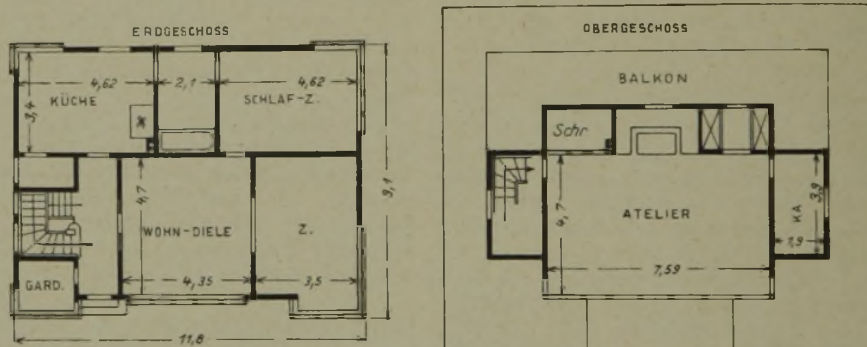 ERDGESCHOSS
4,62
2,1
4,62
KÜCHE
SCHLAF-Z.
3,4
4,7
9,1
WOHN-DIELE
Z.
GARD.
4,35
3,5
11,8
OBERGESCHOSS
BALKON
Schr
ATELIER
4,7
KA.
3,9
1,9
7,59